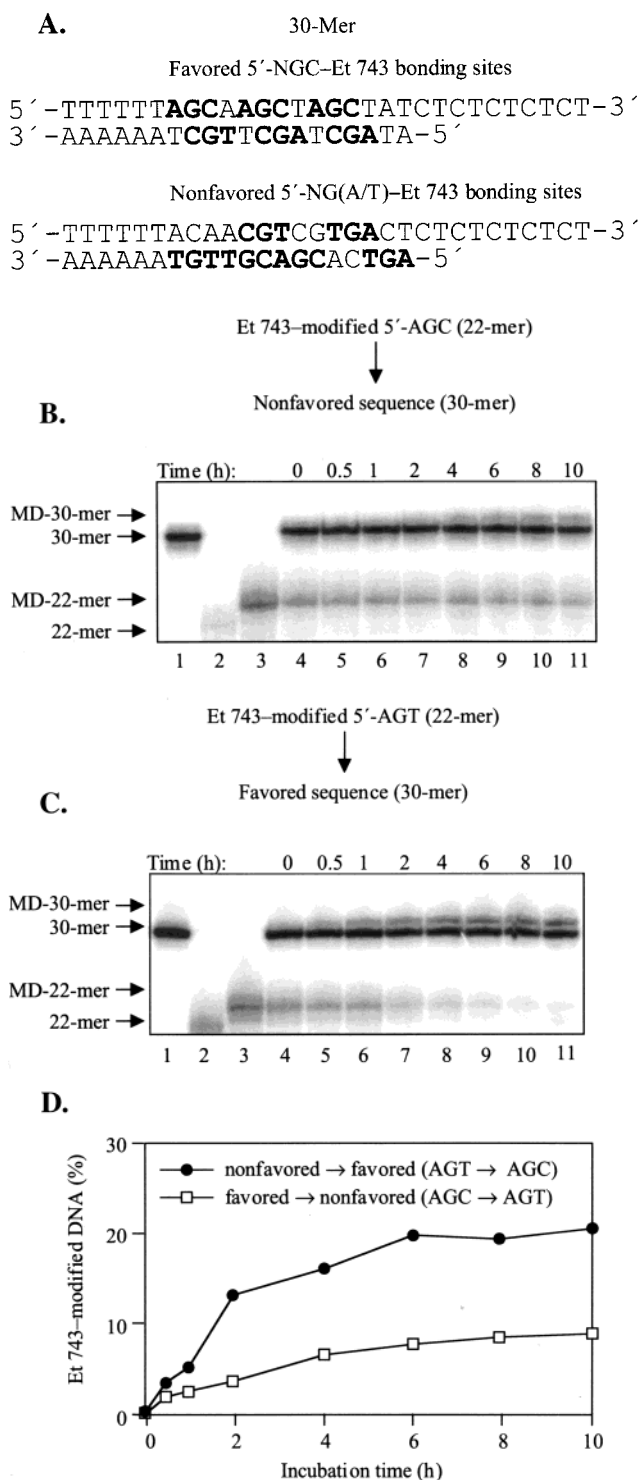 A.
30-Mer
Favored 5´-NGC–Et 743 bonding sites
5´-TTTTTTAGCAAGCTAGCTATCTCTCTCTCT-3´
3´-AAAAAATCGTTCGATCGATA-5´
Nonfavored 5´-NG(A/T)–Et 743 bonding sites
5´-TTTTTTACAACGTCGTGACTCTCTCTCTCT-3´
3´-AAAAAATGTTGCAGCACTGA-5´
Et 743–modified 5´-AGC (22-mer)
Nonfavored sequence (30-mer)
B.
Time (h): 0 0.5 1 2 4 6 8 10
MD-30-mer
30-mer
MD-22-mer
22-mer
1 2 3 4 5 6 7 8 9 10 11
Et 743–modified 5´-AGT (22-mer)
Favored sequence (30-mer)
C.
Time (h): 0 0.5 1 2 4 6 8 10
MD-30-mer
30-mer
MD-22-mer
22-mer
1 2 3 4 5 6 7 8 9 10 11
D.
Et 743–modified DNA (%)
30
20
10
0
nonfavored → favored (AGT → AGC)
favored → nonfavored (AGC → AGT)
0 2 4 6 8 10
Incubation time (h)